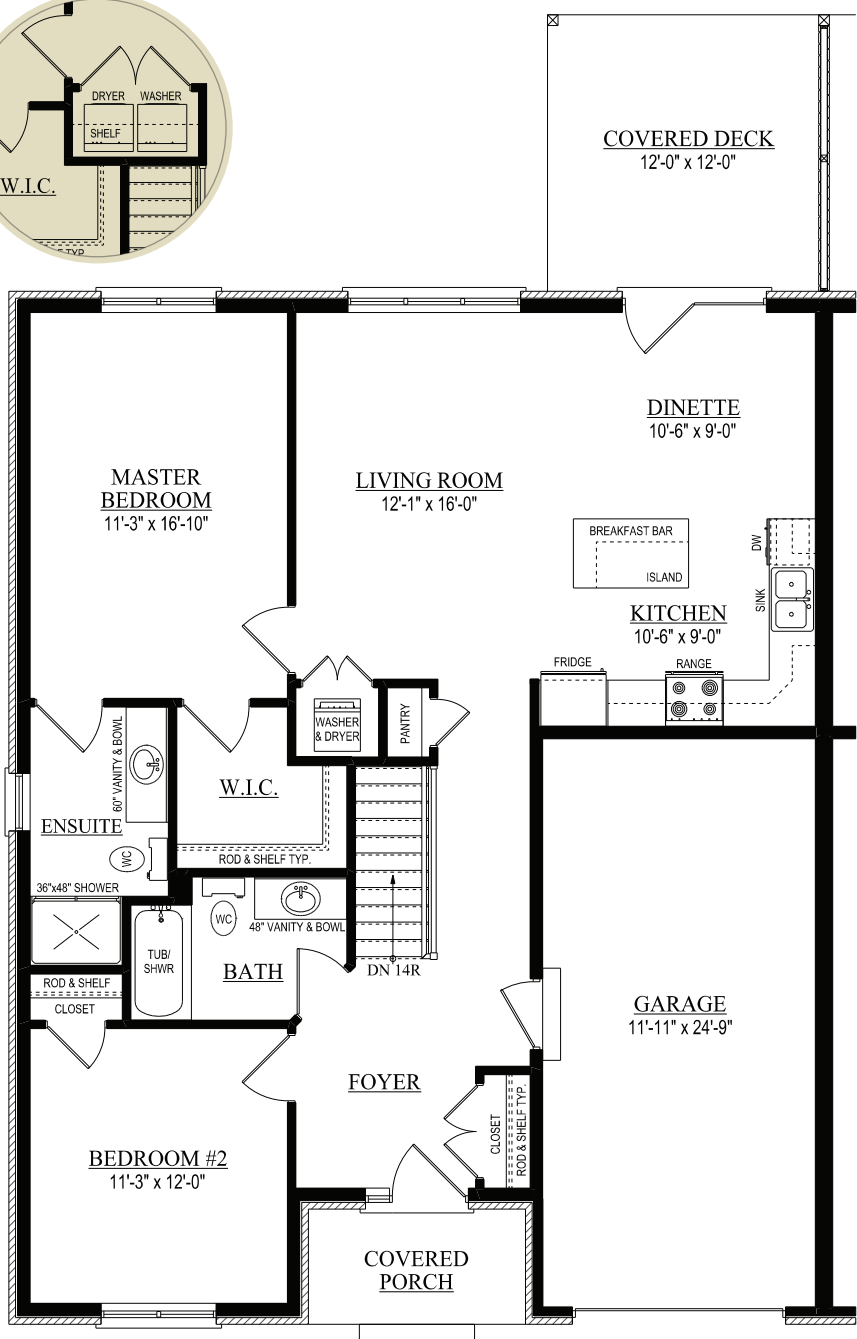 DRYER WASHER
SHELF
W.I.C.
COVERED DECK
12'-0" x 12'-0"
DINETTE
10'-6" x 9'-0"
MASTER
BEDROOM
11'-3" x 16'-10"
LIVING ROOM
12'-1" x 16'-0"
BREAKFAST BAR
ISLAND
DW
SINK
KITCHEN
10'-6" x 9'-0"
FRIDGE
RANGE
WASHER
& DRYER
PANTRY
60" VANITY & BOWL
W.I.C.
ENSUITE
WC
ROD & SHELF TYP.
36"x48" SHOWER
WC
48" VANITY & BOWL
TUB/
SHWR
BATH
DN 14R
ROD & SHELF
CLOSET
GARAGE
11'-11" x 24'-9"
FOYER
CLOSET
ROD & SHELF TYP.
BEDROOM #2
11'-3" x 12'-0"
COVERED
PORCH